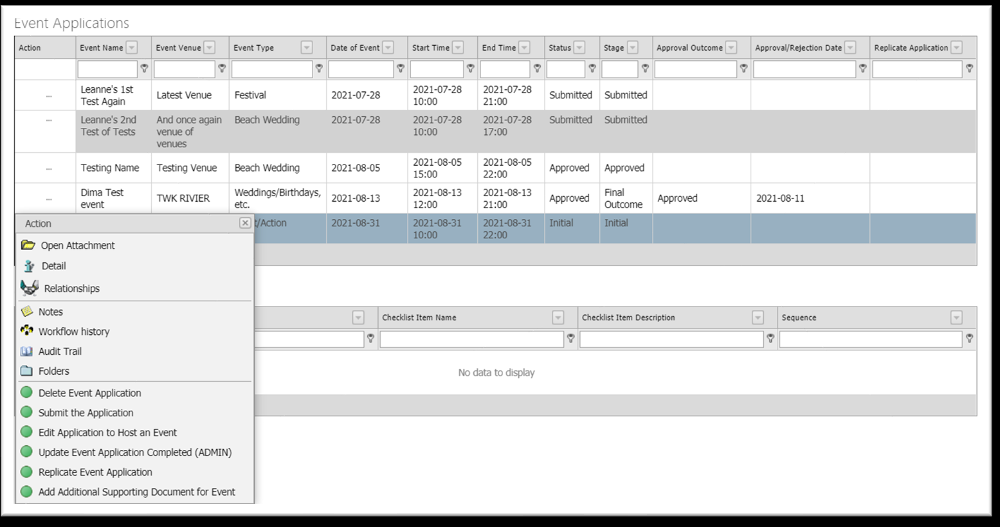 Event Applications
Action Event Name Event Venue Event Type Date of Event Start Time End Time Status Stage Approval Outcome Approval/Rejection Date Replicate Application
Leanne's 1st Test Again Latest Venue Festival 2021-07-28 2021-07-28 10:00 2021-07-28 21:00 Submitted Submitted
Leanne's 2nd Test of Tests And once again venue of venues Beach Wedding 2021-07-28 2021-07-28 10:00 2021-07-28 17:00 Submitted Submitted
Testing Name Testing Venue Beach Wedding 2021-08-05 2021-08-05 15:00 2021-08-05 22:00 Approved Approved
Dima Test event TWK RIVIER Weddings/Birthdays, etc. 2021-08-13 2021-08-13 12:00 2021-08-13 21:00 Approved Final Outcome Approved 2021-08-11
t/Action 2021-08-31 2021-08-31 10:00 2021-08-31 22:00 Initial Initial
Action
Open Attachment
Detail
Relationships
Notes
Workflow history
Audit Trail
Folders
Delete Event Application
Submit the Application
Edit Application to Host an Event
Update Event Application Completed (ADMIN)
Replicate Event Application
Add Additional Supporting Document for Event
Checklist Item Name Checklist Item Description Sequence
No data to display